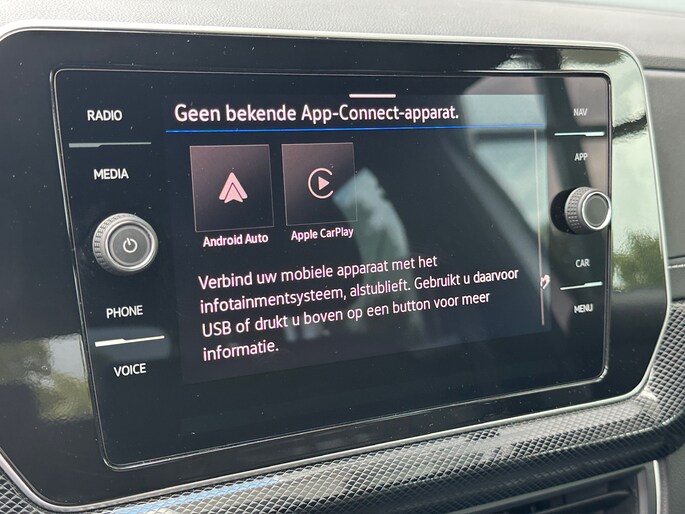 Geen bekende App-Connect-apparat.
RADIO
MEDIA
PHONE
VOICE
NAV
APP
CAR
MENU
Android Auto
Apple CarPlay
Verbind uw mobiele apparaat met het
infotainmentsysteem, alstublieft. Gebruikt u daarvoor
USB of drukt u boven op een button voor meer
informatie.